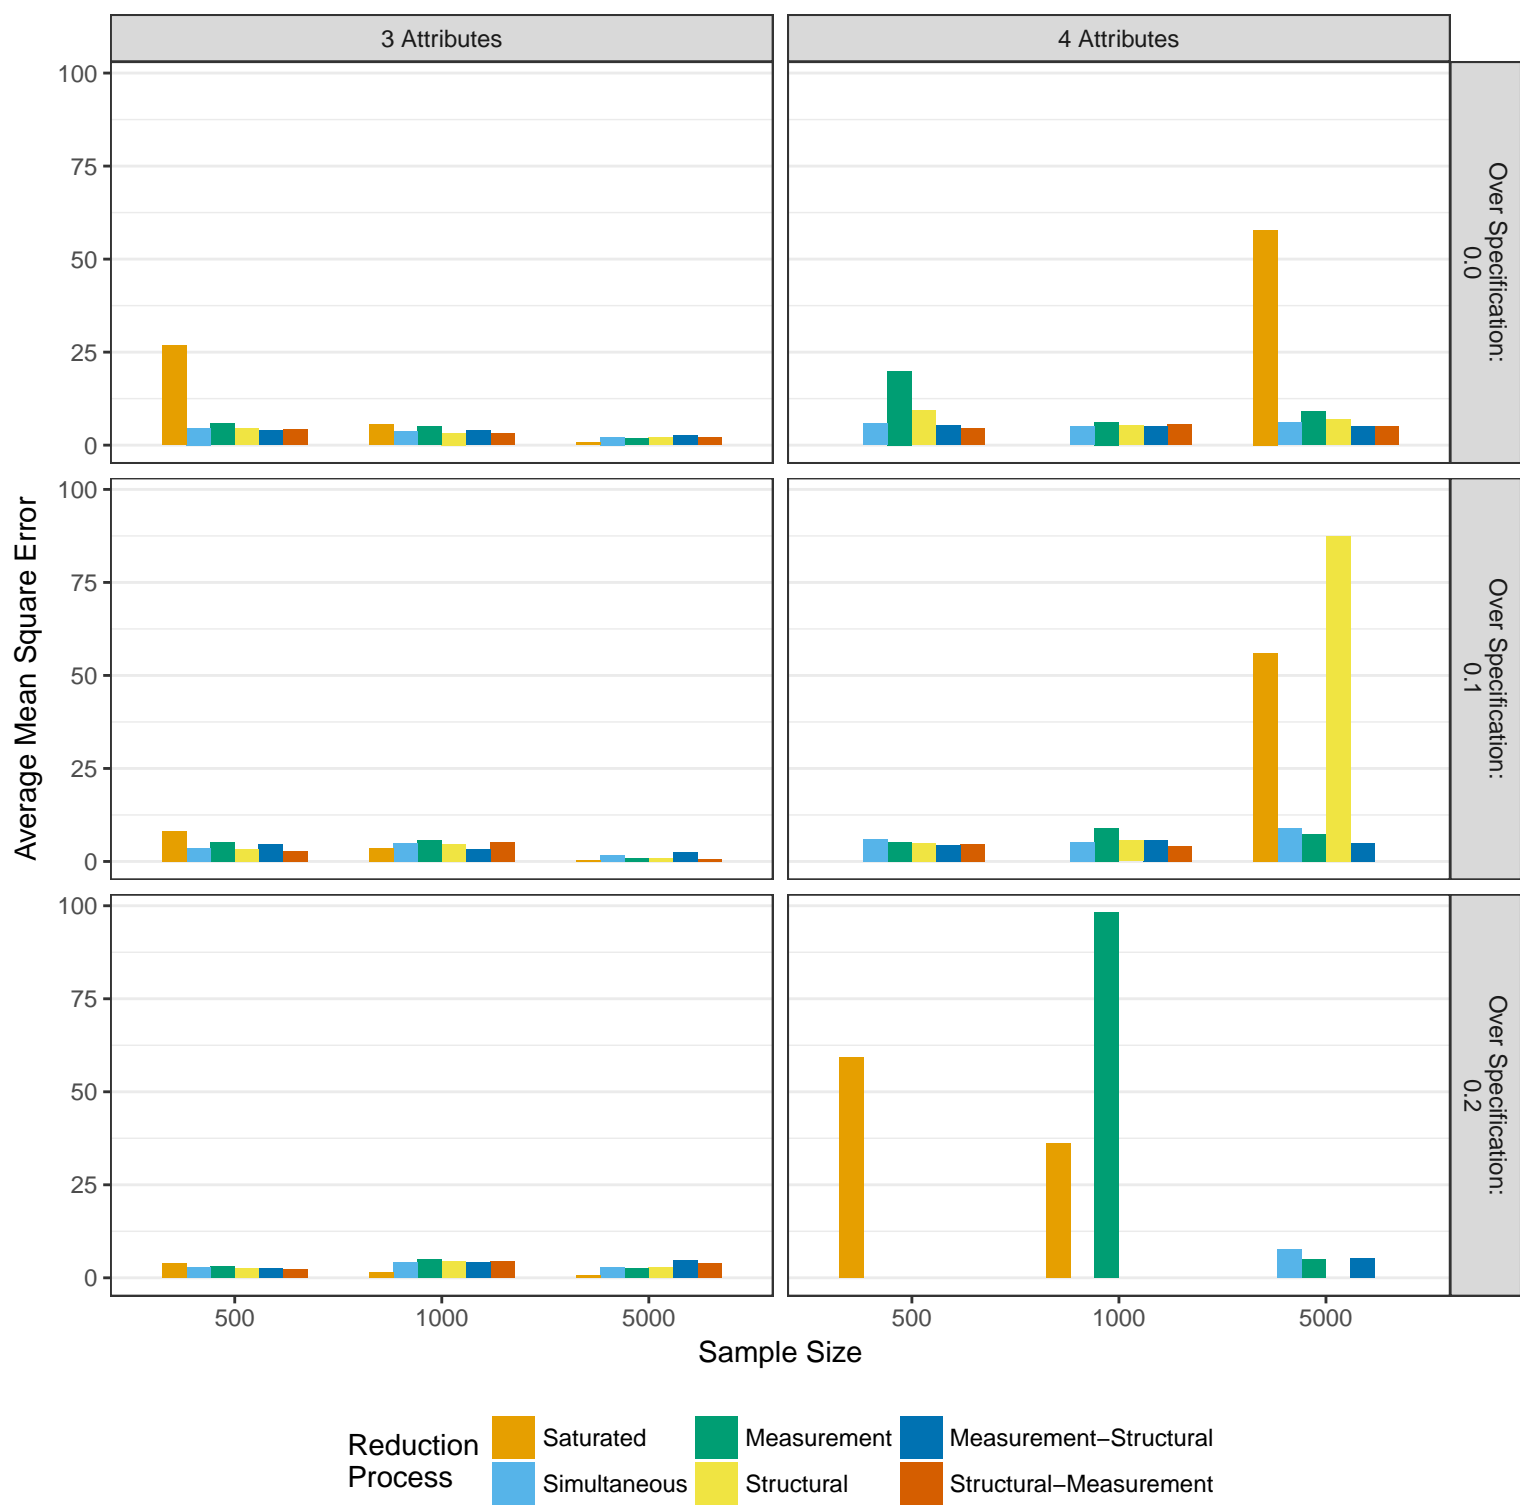 3 Attributes
4 Attributes
100
75
50
25
0
Over Specification:
0.0
100
75
50
25
0
Over Specification:
0.1
100
75
50
25
0
Over Specification:
0.2
Average Mean Square Error
500
1000
5000
500
1000
5000
Sample Size
Reduction
Process
Saturated
Measurement
Measurement−Structural
Simultaneous
Structural
Structural−Measurement